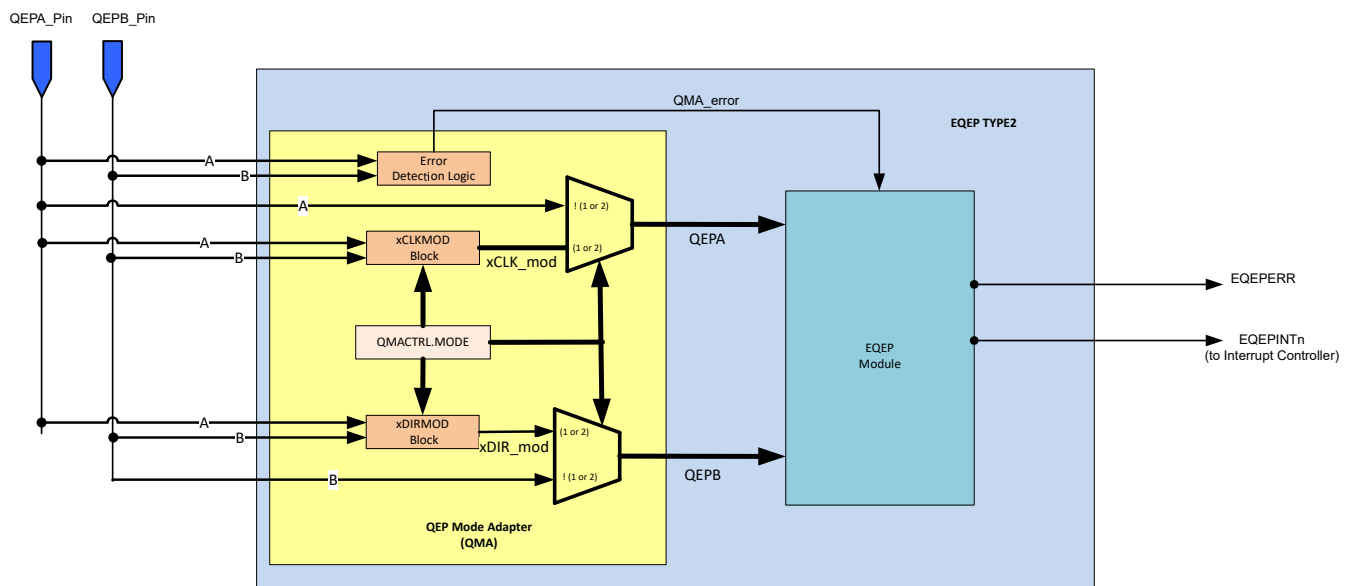 QEPA_Pin
QEPB_Pin
QMA_error
EQEP TYPE2
A
B
Error
Detection Logic
A
! (1 or 2)
QEPA
A
B
xCLKMOD
Block
xCLK_mod
(1 or 2)
EQEPERR
QMACTRL.MODE
EQEP
Module
EQEPINTn
(to Interrupt Controller)
A
B
xDIRMOD
Block
xDIR_mod
(1 or 2)
QEPB
B
! (1 or 2)
QEP Mode Adapter
(QMA)